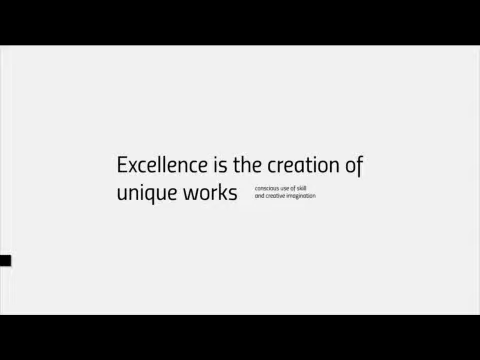 Excellence is the creation of
unique works
conscious use of skill
and creative imagination